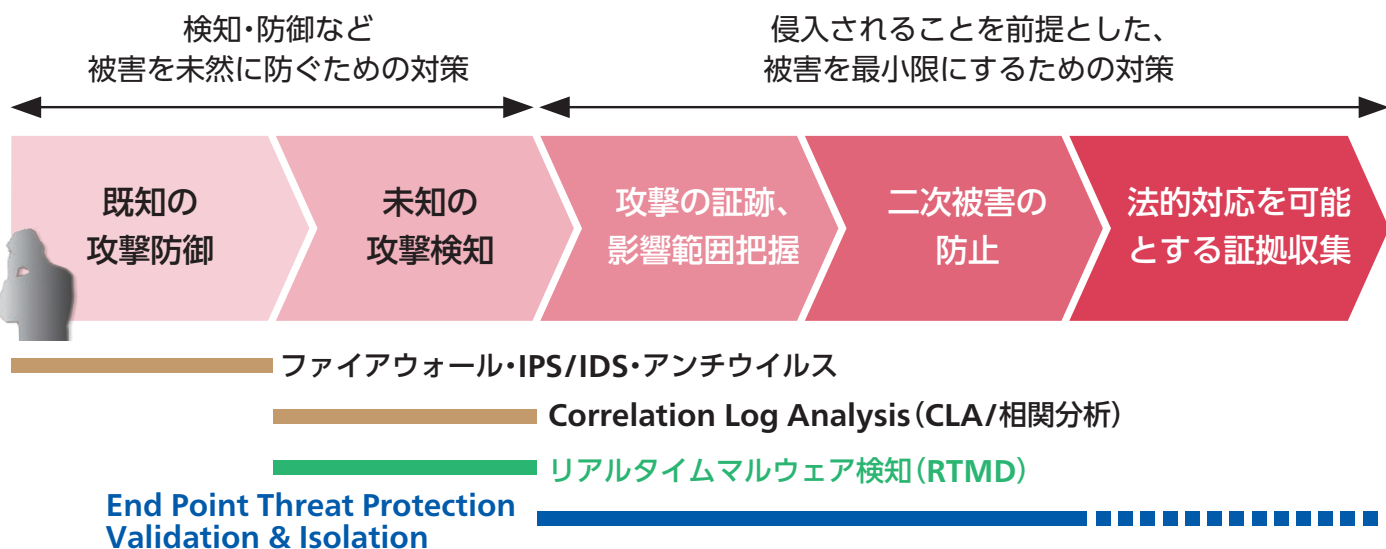 検知・防御など
被害を未然に防ぐための対策
侵入されることを前提とした、
被害を最小限にするための対策
既知の
攻撃防御
未知の
攻撃検知
攻撃の証跡、
影響範囲把握
二次被害の
防止
法的対応を可能
とする証拠収集
ファイアウォール・IPS/IDS・アンチウイルス
Correlation Log Analysis（CLA/相関分析）
リアルタイムマルウェア検知（RTMD）
End Point Threat Protection
Validation & Isolation